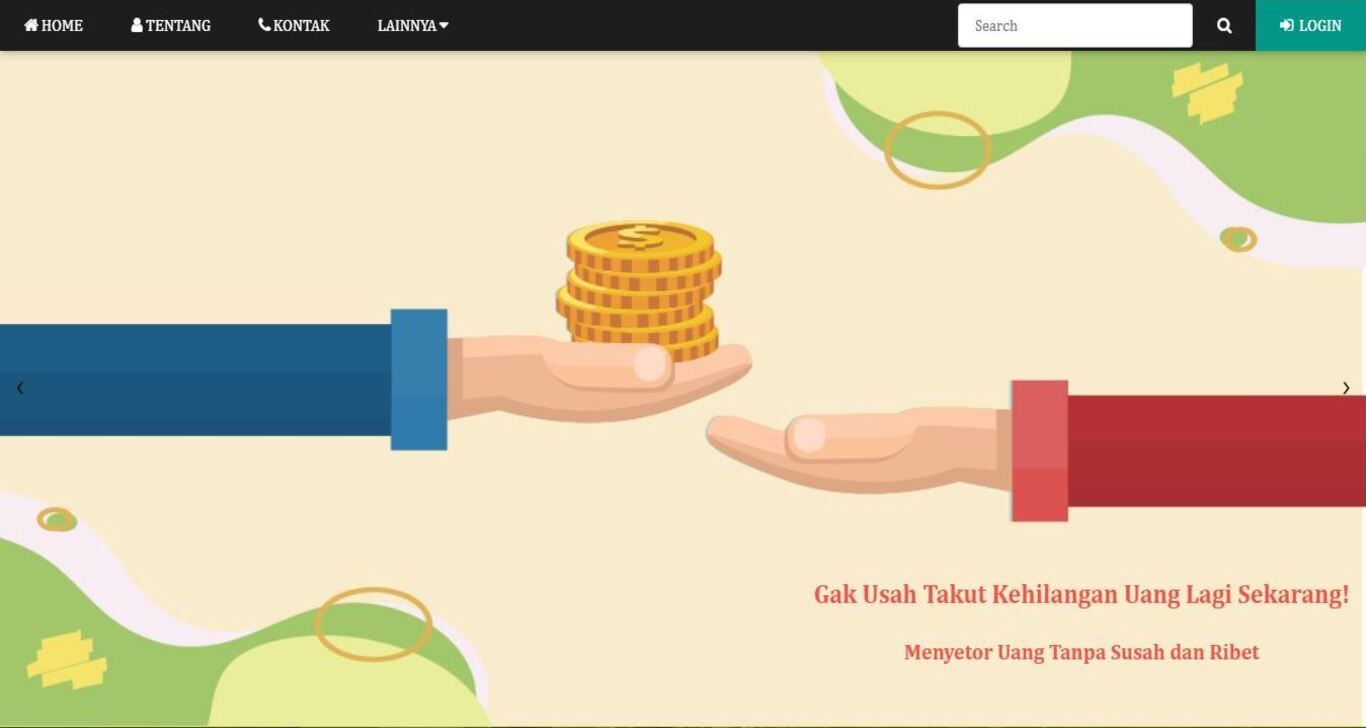 HOME TENTANG KONTAK LAINNYA Search LOGIN
$
Gak Usah Takut Kehilangan Uang Lagi Sekarang!
Menyetor Uang Tanpa Susah dan Ribet